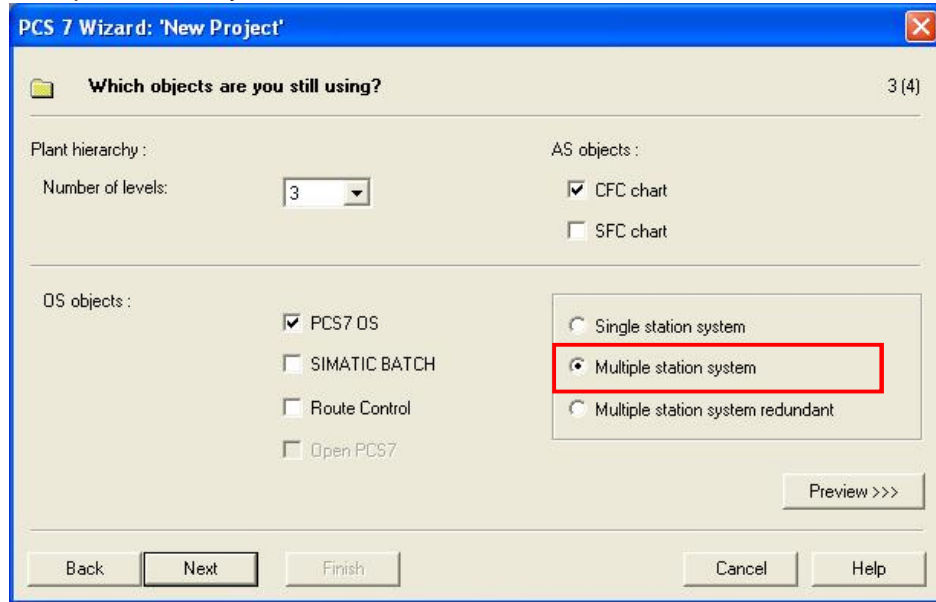 PCS 7 Wizard: 'New Project'
Which objects are you still using?
3 (4)
Plant hierarchy :
Number of levels:
3
AS objects :
CFC chart
SFC chart
OS objects :
PCS7 OS
SIMATIC BATCH
Route Control
Open PCS7
Single station system
Multiple station system
Multiple station system redundant
Preview >>>
Back
Next
Finish
Cancel
Help